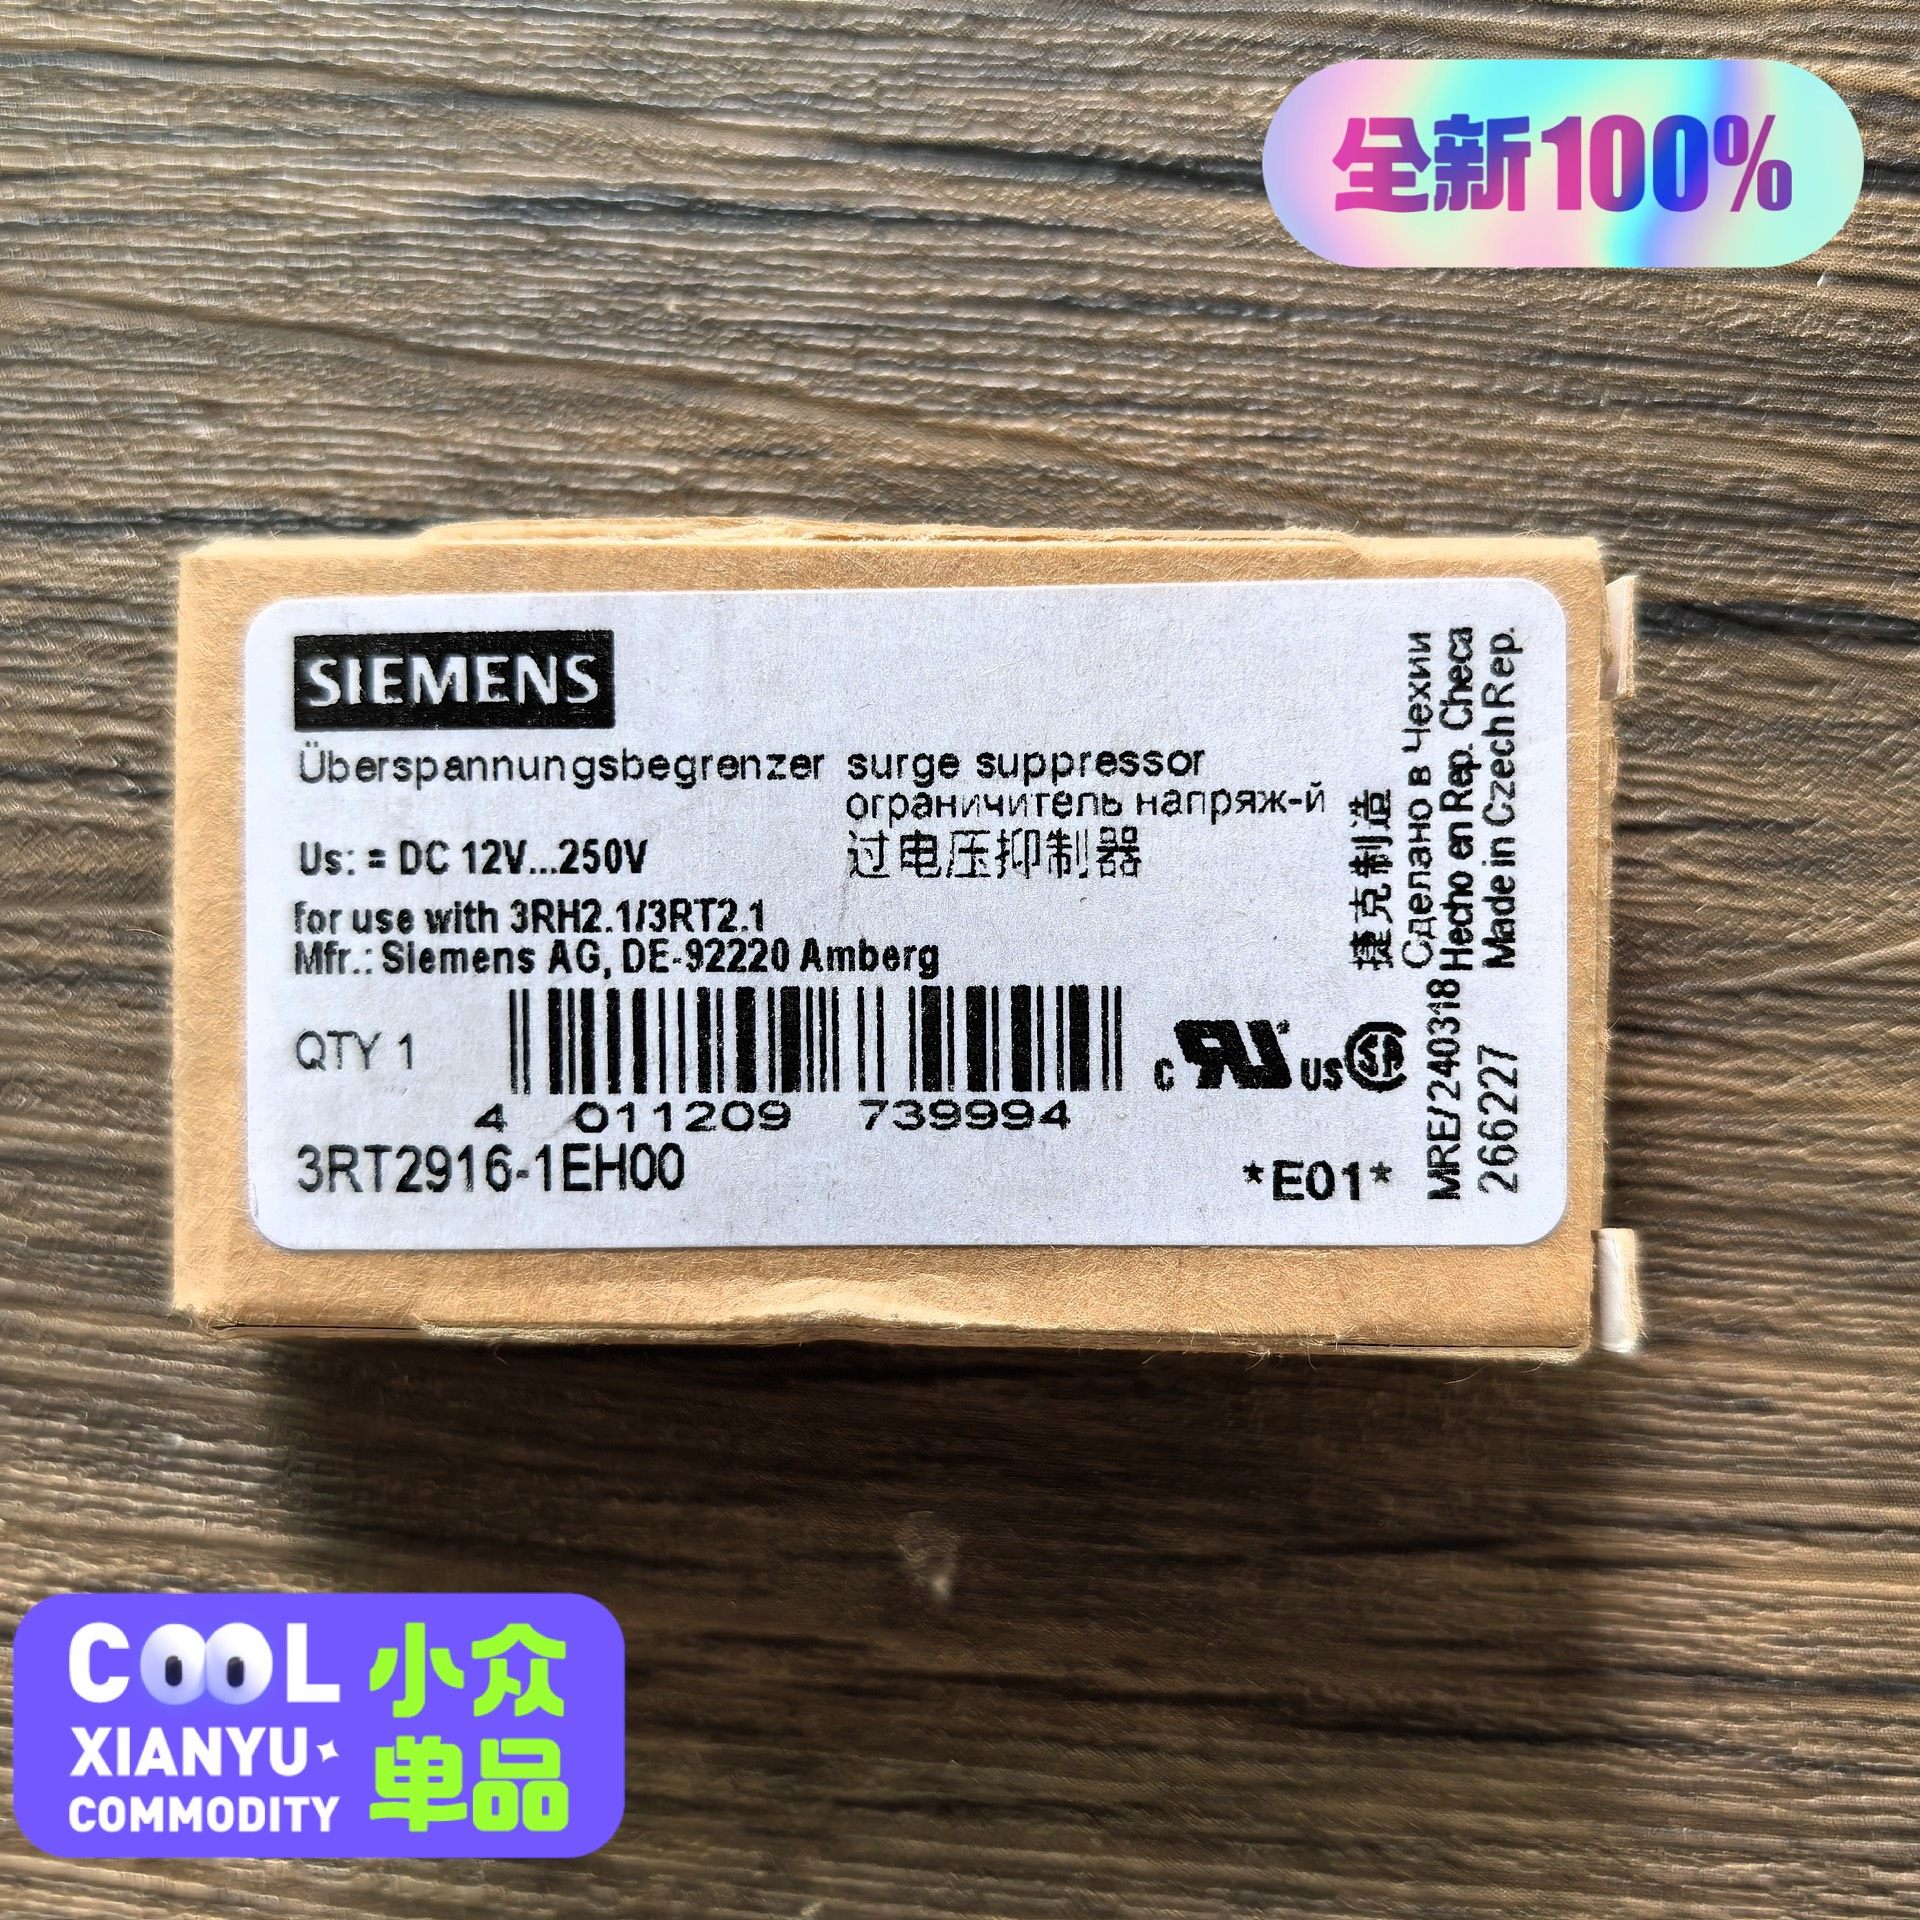 全新100%
SIEMENS
Überspannungsbegrenzer surge suppressor
ограничитель напряж-й
过电压抑制器
Us: = DC 12V...250V
for use with 3RH2.1/3RT2.1
Mfr.: Siemens AG, DE-92220 Amberg
QTY 1
4 011209 739994
3RT2916-1EH00
c RU US SA
*E01*
捷克制造
Сделано в Чехии
MRE/240318 Hecho en Rep. Checa
266227 Made in Czech Rep.
COOL 小众
XIANYU 单品
COMMODITY